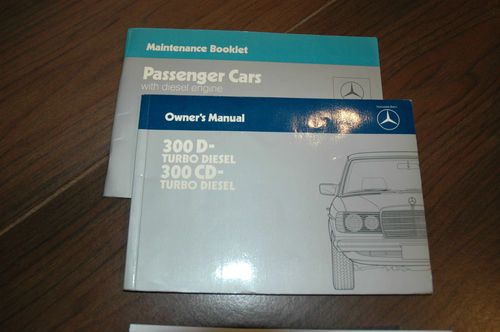 Maintenance Booklet
Passenger Cars
with diesel engine
Owner's Manual
300 D-
TURBO DIESEL
300 CD-
TURBO DIESEL